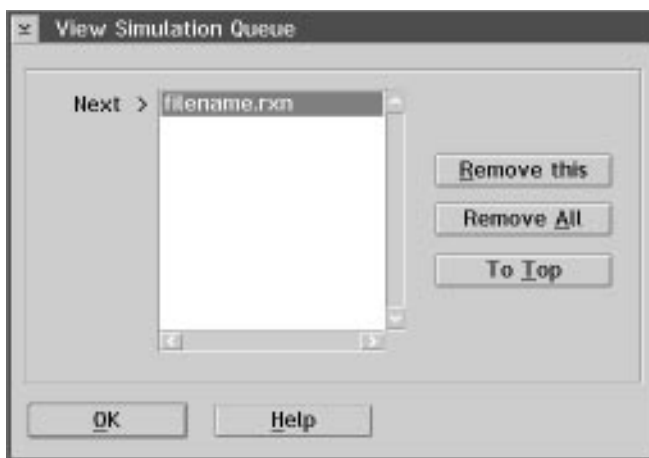 View Simulation Queue
Next > filename.rxn
Remove this
Remove All
To Top
OK
Help